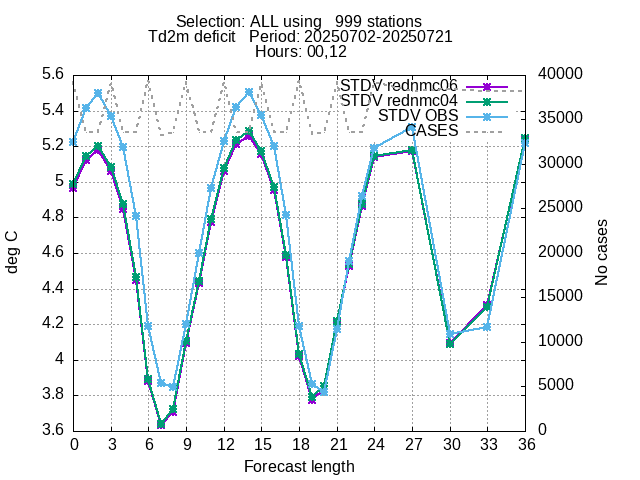 Selection: ALL using   999 stations
Td2m deficit   Period: 20250702-20250721
Hours: 00,12
5.6
5.4
5.2
5
4.8
4.6
4.4
4.2
4
3.8
3.6
deg C
STDV rednmc06
STDV rednmc04
STDV OBS
CASES
40000
35000
30000
25000
20000
15000
10000
5000
0
No cases
0 3 6 9 12 15 18 21 24 27 30 33 36
Forecast length